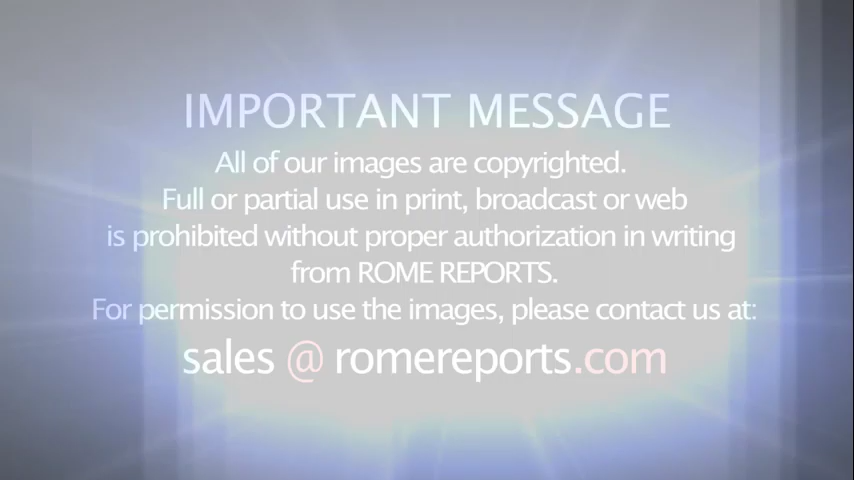 IMPORTANT MESSAGE
All of our images are copyrighted.
Full or partial use in print, broadcast or web
is prohibited without proper authorization in writing
from ROME REPORTS.
For permission to use the images, please contact us at:
sales @ romereports.com